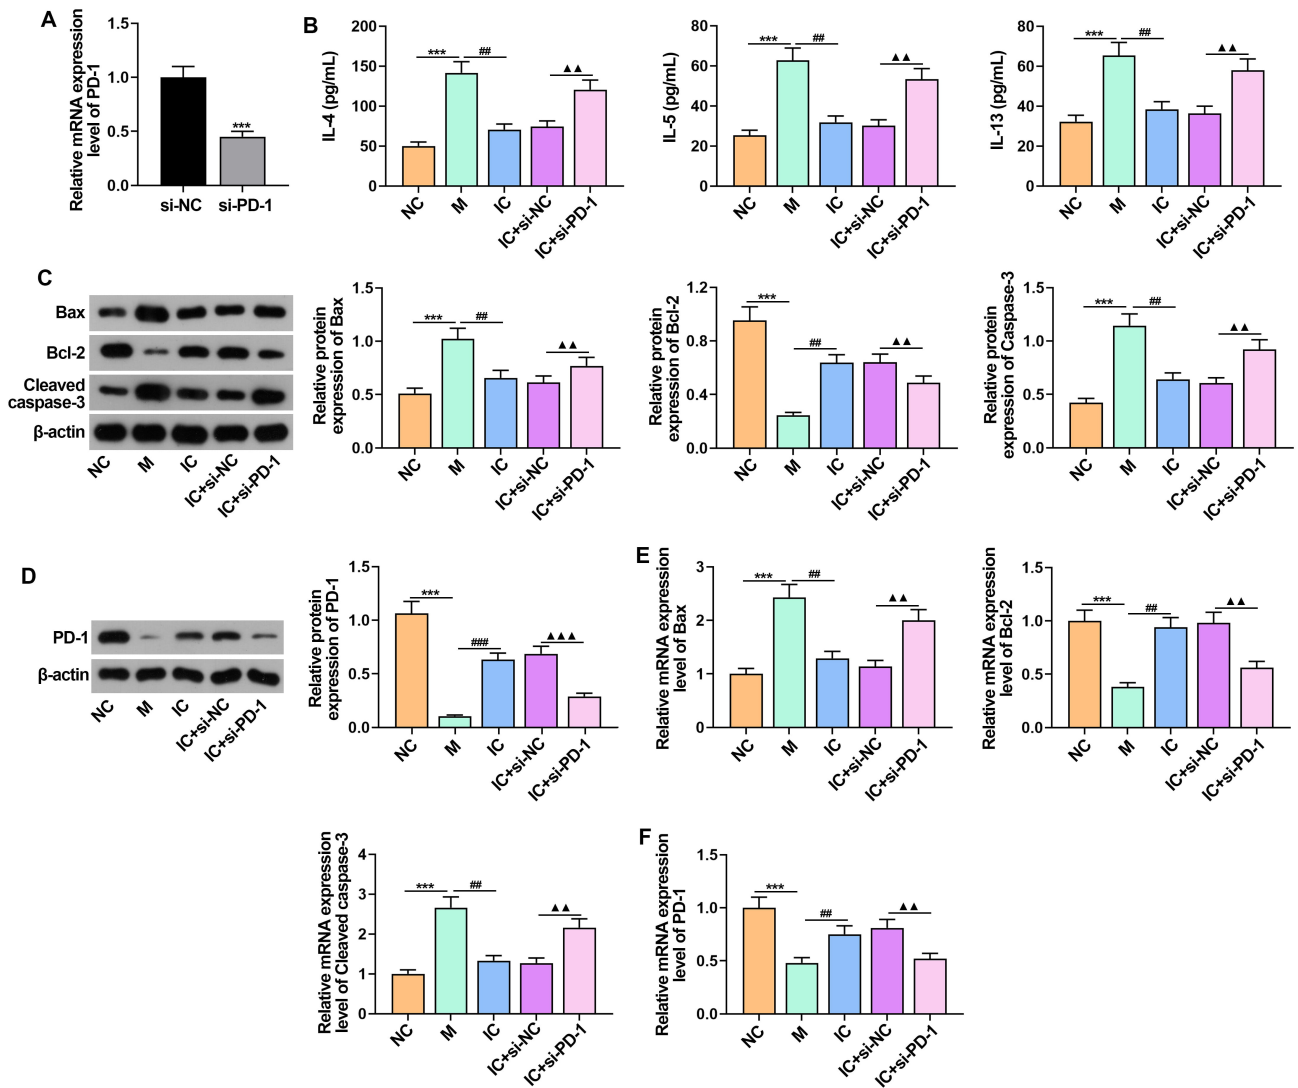 A
Relative mRNA expression
level of PD-1
1.5
1.0
0.5
0.0
***
si-NC
si-PD-1
B
IL-4 (pg/mL)
200
150
100
50
0
***
##
▲▲
NC
M
IC
IC+si-NC
IC+si-PD-1
IL-5 (pg/mL)
80
60
40
20
0
***
##
▲▲
NC
M
IC
IC+si-NC
IC+si-PD-1
IL-13 (pg/mL)
80
60
40
20
0
***
##
▲▲
NC
M
IC
IC+si-NC
IC+si-PD-1
C
Bax
Bcl-2
Cleaved
caspase-3
β-actin
NC
M
IC
IC+si-NC
IC+si-PD-1
Relative protein
expression of Bax
1.5
1.0
0.5
0.0
***
##
▲▲
NC
M
IC
IC+si-NC
IC+si-PD-1
Relative protein
expression of Bcl-2
1.2
0.8
0.4
0.0
***
##
▲▲
NC
M
IC
IC+si-NC
IC+si-PD-1
Relative protein
expression of Caspase-3
1.5
1.0
0.5
0.0
***
##
▲▲
NC
M
IC
IC+si-NC
IC+si-PD-1
D
PD-1
β-actin
NC
M
IC
IC+si-NC
IC+si-PD-1
Relative protein
expression of PD-1
1.5
1.0
0.5
0.0
***
###
▲▲▲
NC
M
IC
IC+si-NC
IC+si-PD-1
E
Relative mRNA expression
level of Bax
3
2
1
0
***
##
▲▲
NC
M
IC
IC+si-NC
IC+si-PD-1
Relative mRNA expression
level of Bcl-2
1.5
1.0
0.5
0.0
***
##
▲▲
NC
M
IC
IC+si-NC
IC+si-PD-1
Relative mRNA expression
level of Cleaved caspase-3
4
3
2
1
0
***
##
▲▲
NC
M
IC
IC+si-NC
IC+si-PD-1
F
Relative mRNA expression
level of PD-1
1.5
1.0
0.5
0.0
***
##
▲▲
NC
M
IC
IC+si-NC
IC+si-PD-1